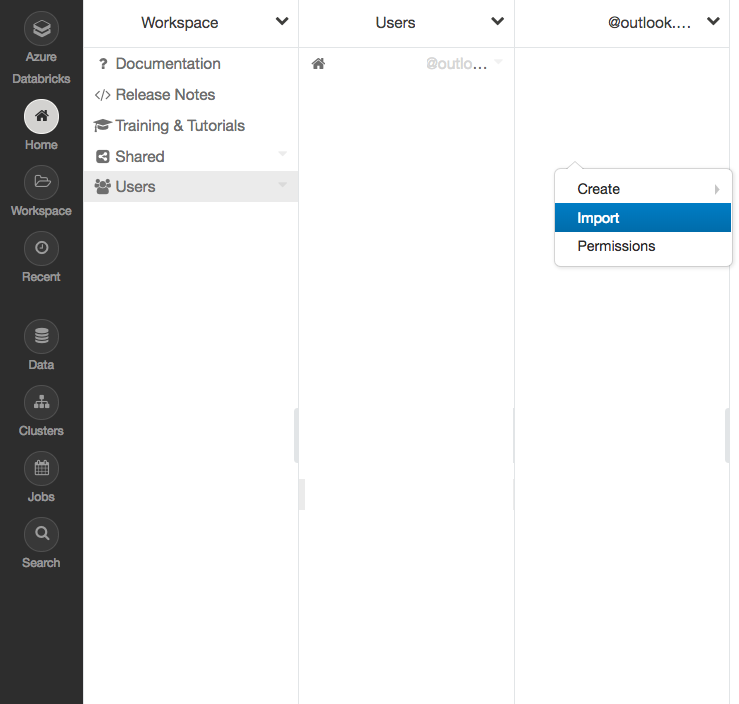 Azure
Databricks
Home
Workspace
Recent
Data
Clusters
Jobs
Search
Workspace
? Documentation
</> Release Notes
Training & Tutorials
Shared
Users
Users
@outlo...
@outlook....
Create
Import
Permissions